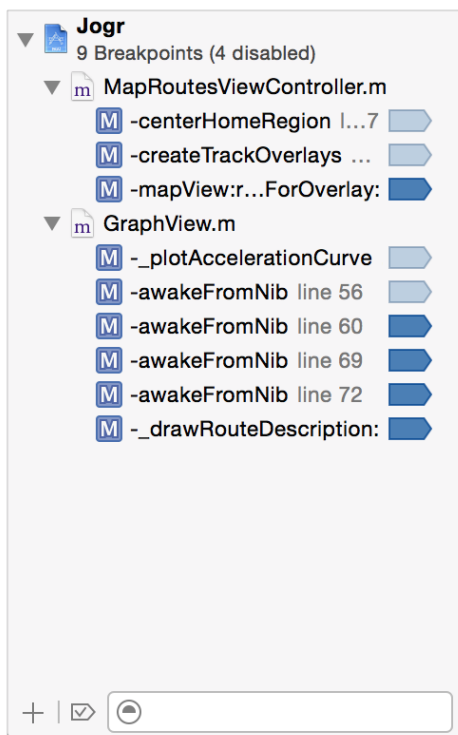 Jogr
9 Breakpoints (4 disabled)
m MapRoutesViewController.m
M -centerHomeRegion l...7
M -createTrackOverlays ...
M -mapView:r...ForOverlay:
m GraphView.m
M -_plotAccelerationCurve
M -awakeFromNib line 56
M -awakeFromNib line 60
M -awakeFromNib line 69
M -awakeFromNib line 72
M -_drawRouteDescription: